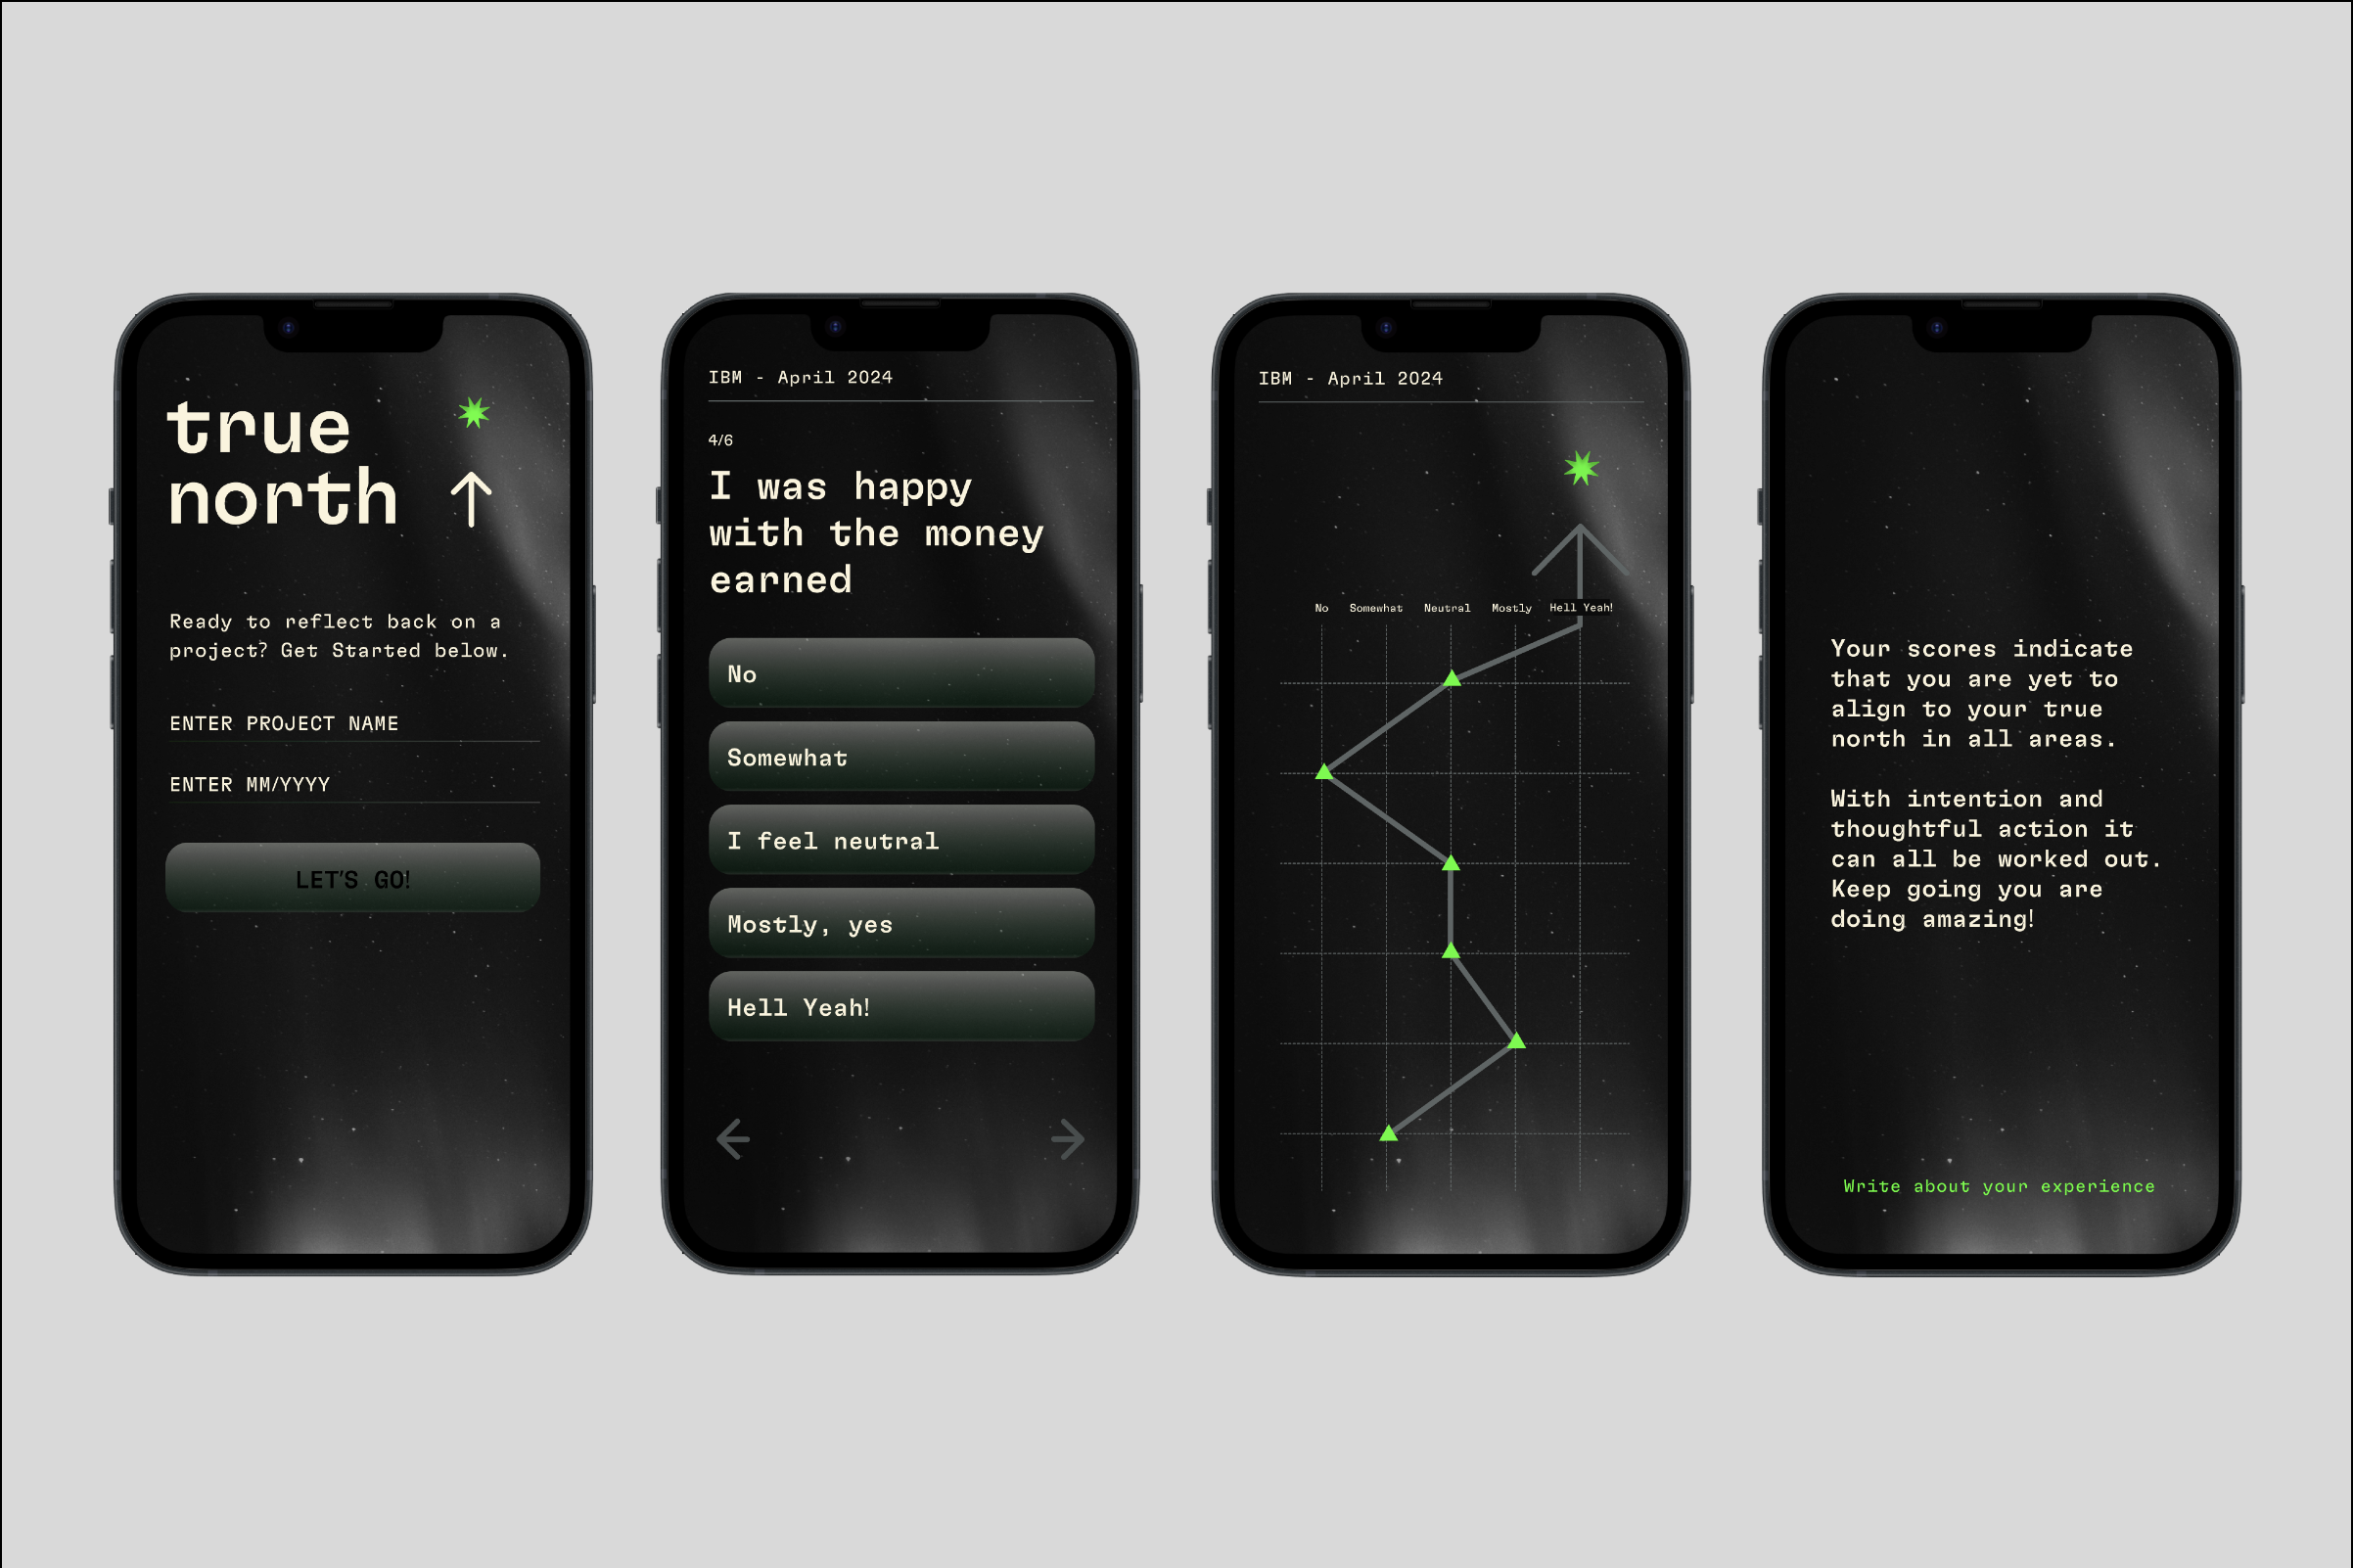 true
north
Ready to reflect back on a
project? Get Started below.
ENTER PROJECT NAME
ENTER MM/YYYY
LET'S GO!
IBM - April 2024
4/6
I was happy
with the money
earned
No
Somewhat
I feel neutral
Mostly, yes
Hell Yeah!
IBM - April 2024
No Somewhat Neutral Mostly Hell Yeah!
Your scores indicate
that you are yet to
align to your true
north in all areas.
With intention and
thoughtful action it
can all be worked out.
Keep going you are
doing amazing!
Write about your experience